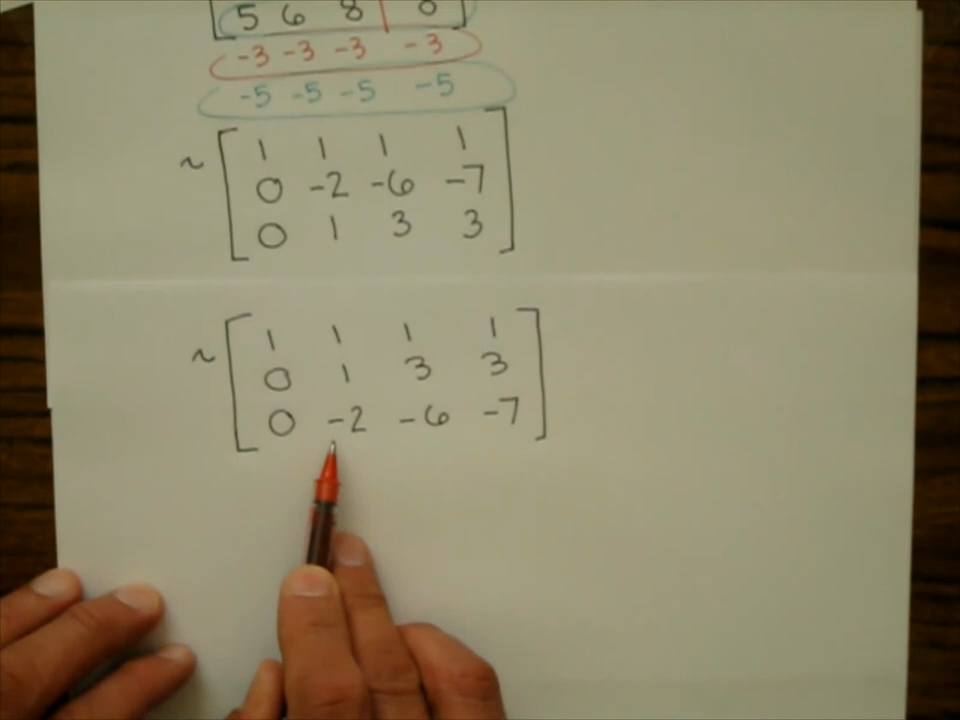 5 6 8 | 8
-3 -3 -3 -3
-5 -5 -5 -5
~ [ 1 1 1 1
0 -2 -6 -7
0 1 3 3 ]
~ [ 1 1 1 1
0 1 3 3
0 -2 -6 -7 ]